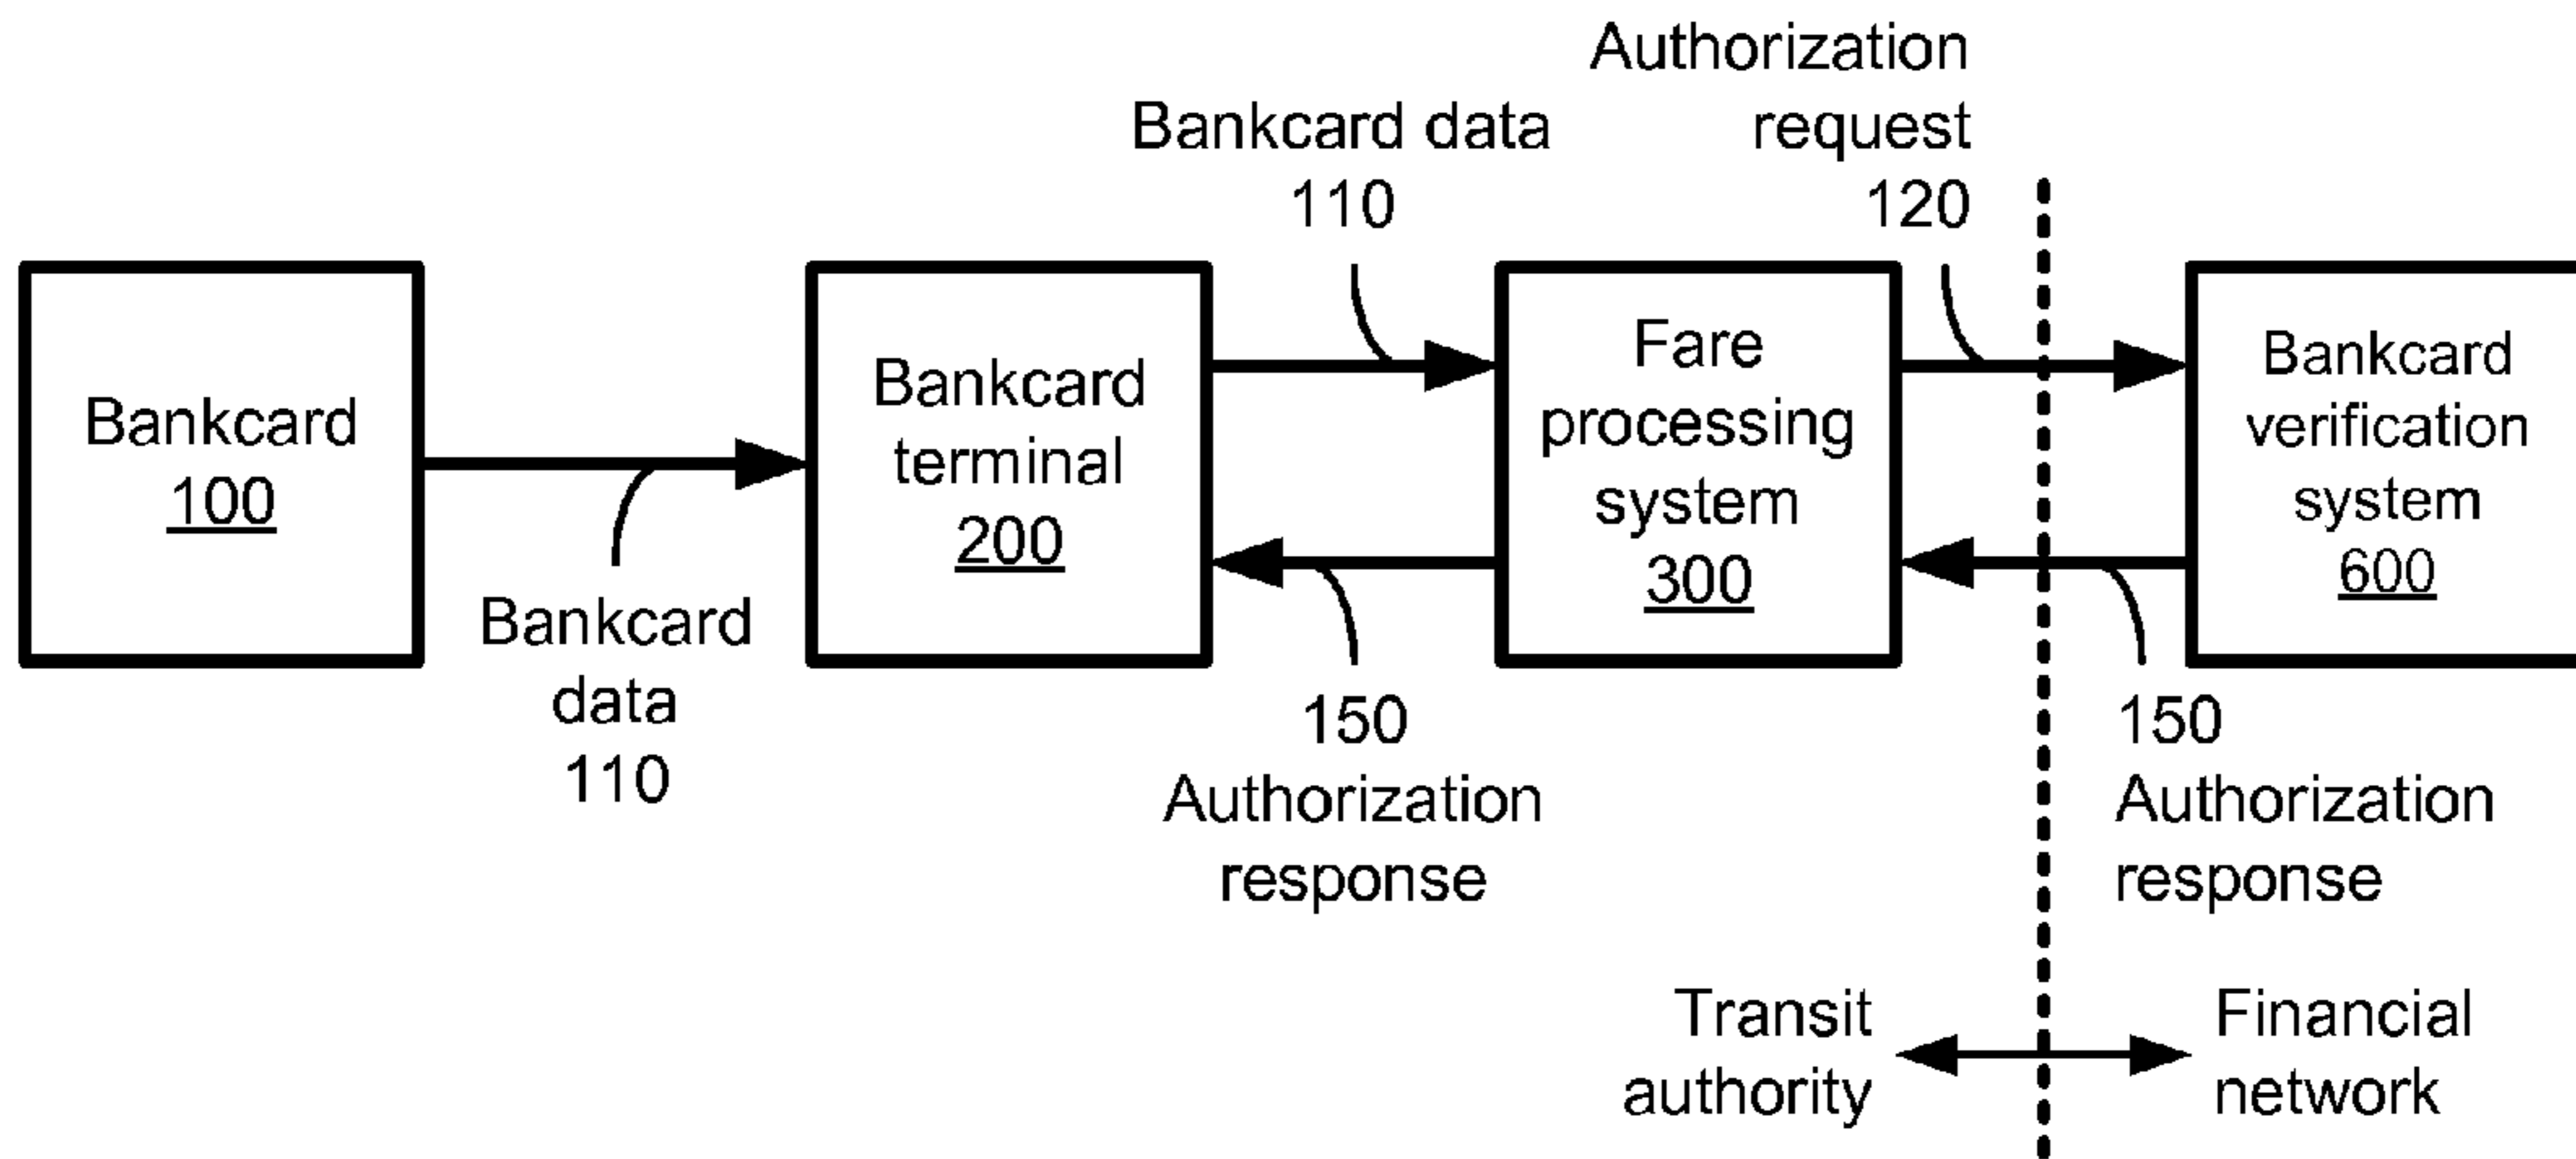 Authorization
request
120
Bankcard data
110
Bankcard
100
Bankcard
data
110
Bankcard
terminal
200
Fare
processing
system
300
Bankcard
verification
system
600
150
Authorization
response
150
Authorization
response
Transit
authority
Financial
network